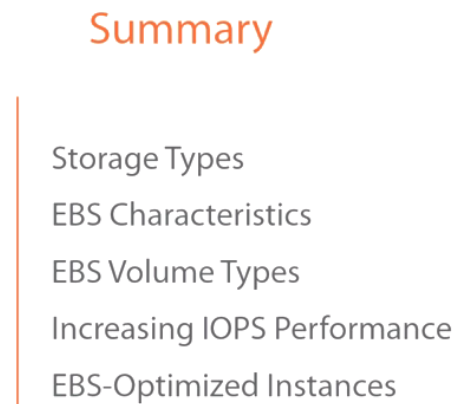 Summary
Storage Types
EBS Characteristics
EBS Volume Types
Increasing IOPS Performance
EBS-Optimized Instances